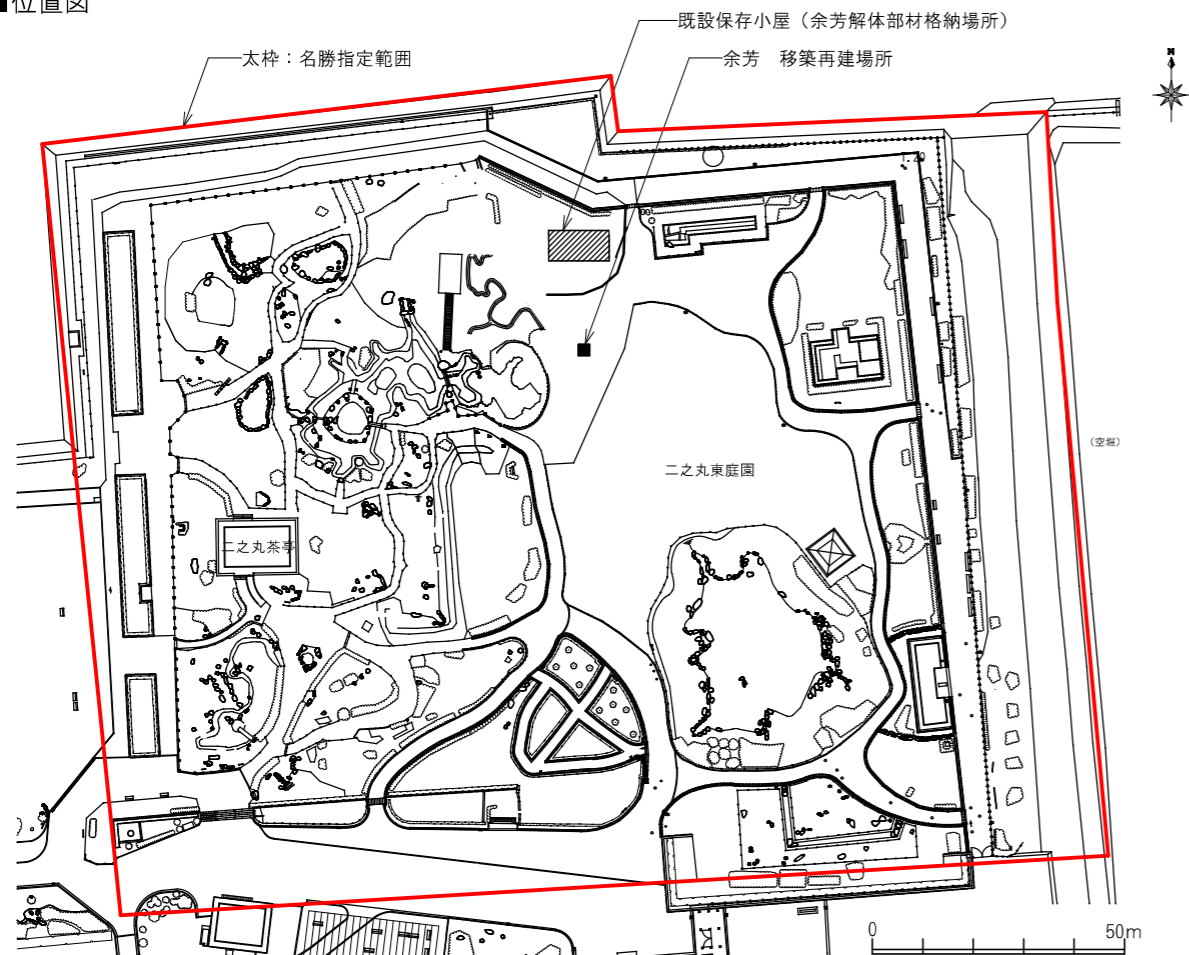 ■位置図
既設保存小屋（余芳解体部材格納場所）
太枠：名勝指定範囲
余芳　移築再建場所
N
（空堀）
二之丸東庭園
二之丸茶亭
0
50m